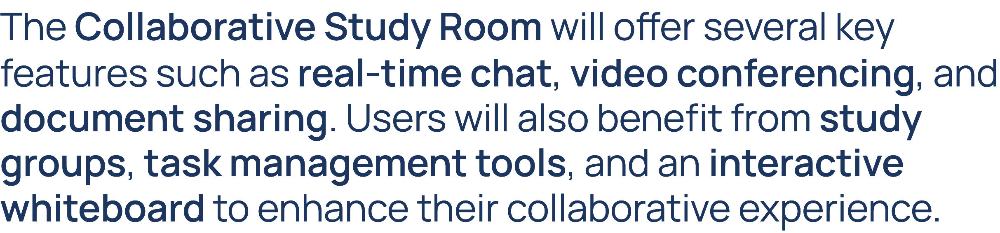 The Collaborative Study Room will offer several key
features such as real-time chat, video conferencing, and
document sharing. Users will also benefit from study
groups, task management tools, and an interactive
whiteboard to enhance their collaborative experience.